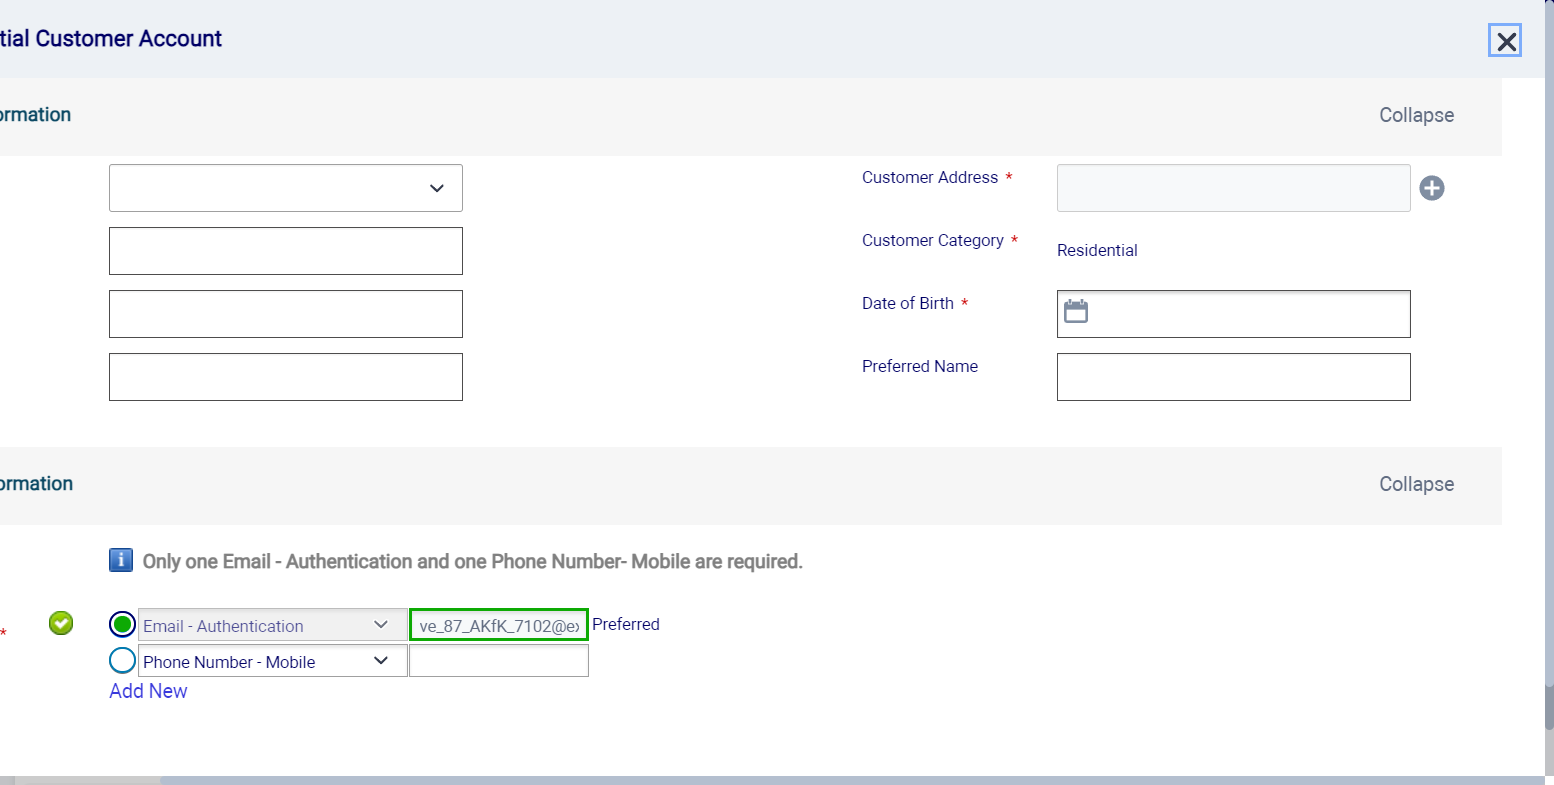 tial Customer Account
ormation
Collapse
Customer Address *
Customer Category *
Residential
Date of Birth *
Preferred Name
ormation
Collapse
Only one Email - Authentication and one Phone Number- Mobile are required.
* Email - Authentication ve_87_AKfK_7102@ex Preferred
Phone Number - Mobile
Add New